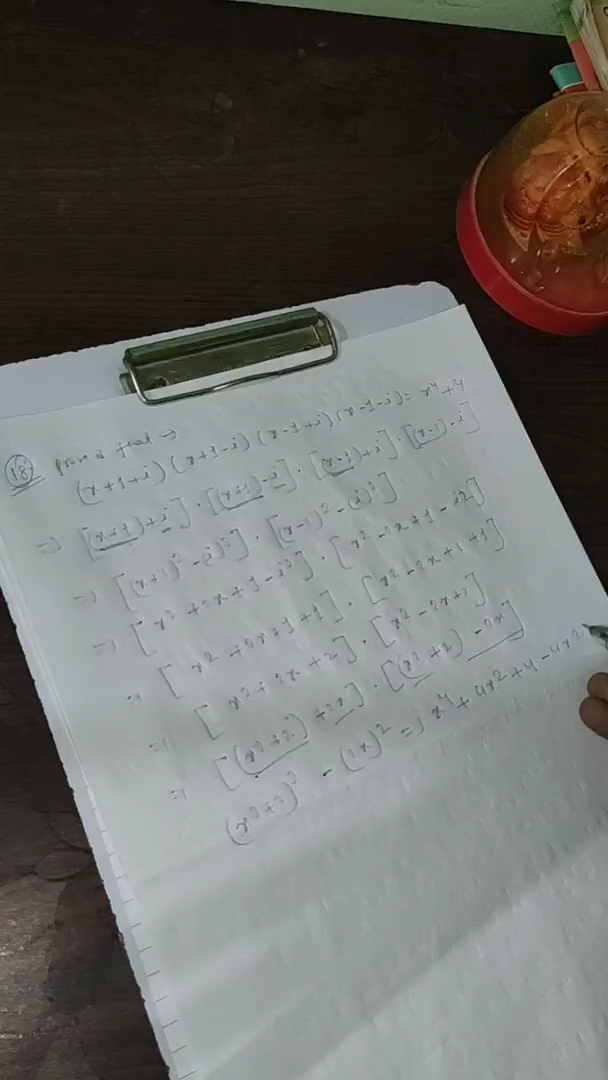 (18) prove that →
(x+1+i) (x+1-i) (x-1+i) (x-1-i) = x⁴+4
=> [(x+1)+i] · [(x+1)-i] · [(x-1)+i] · [(x-1)-i]
=> [(x+1)² - (i)²] · [(x-1)² - (i)²]
=> [x²+2x+1-i²] · [x²-2x+1-i2]
=> [x²+2x+1+1] · [x²-2x+1+1]
=> [x²+2x+2] · [x²-2x+2]
=> [(x²+2)+2x] · [(x²+2)-2x]
(x²+2)² - (2x)² => x⁴+4x²+4-4x2